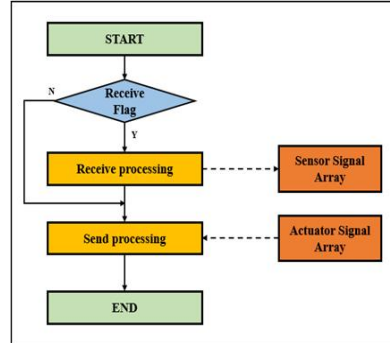 START
N
Receive
Flag
Y
Receive processing
Sensor Signal
Array
Send processing
Actuator Signal
Array
END